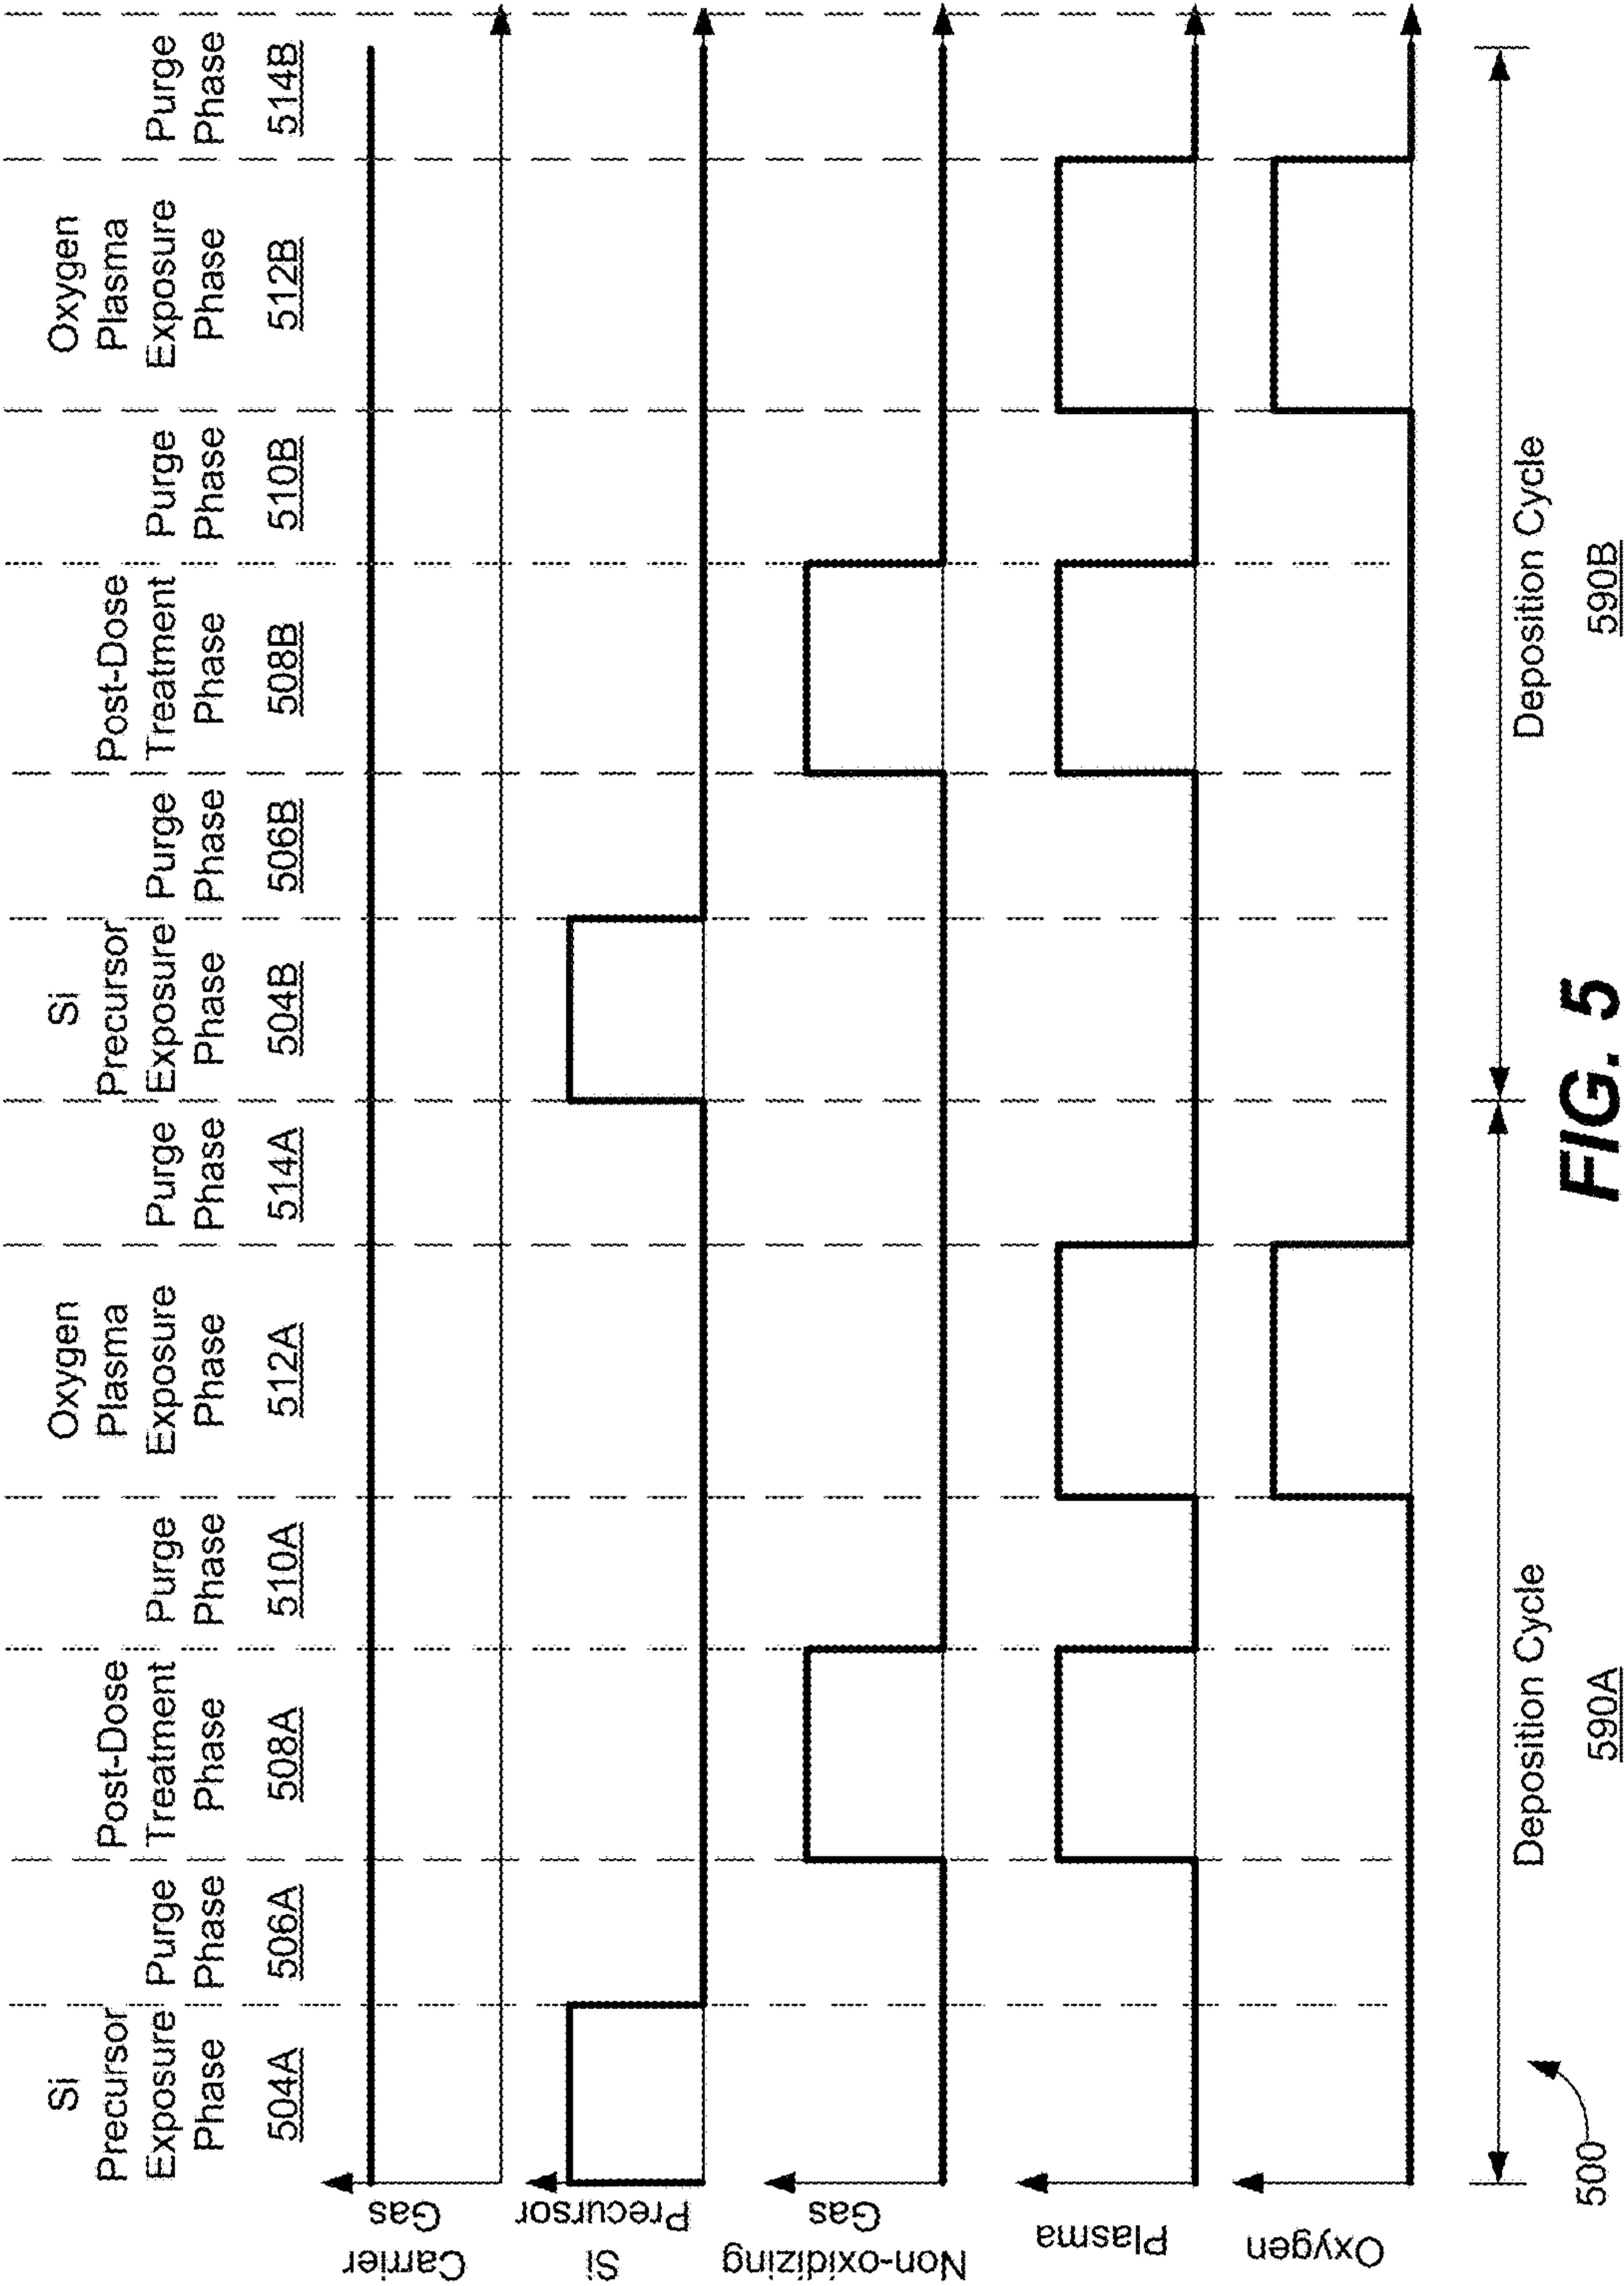 Si
Precursor
Exposure
Phase
504A
Purge
Phase
506A
Post-Dose
Treatment
Phase
508A
Purge
Phase
510A
Oxygen
Plasma
Exposure
Phase
512A
Purge
Phase
514A
Si
Precursor
Exposure
Phase
504B
Purge
Phase
506B
Post-Dose
Treatment
Phase
508B
Purge
Phase
510B
Oxygen
Plasma
Exposure
Phase
512B
Purge
Phase
514B
Carrier
Gas
Si
Precursor
Non-oxidizing
Gas
Plasma
Oxygen
Deposition Cycle
590A
Deposition Cycle
590B
500
FIG. 5